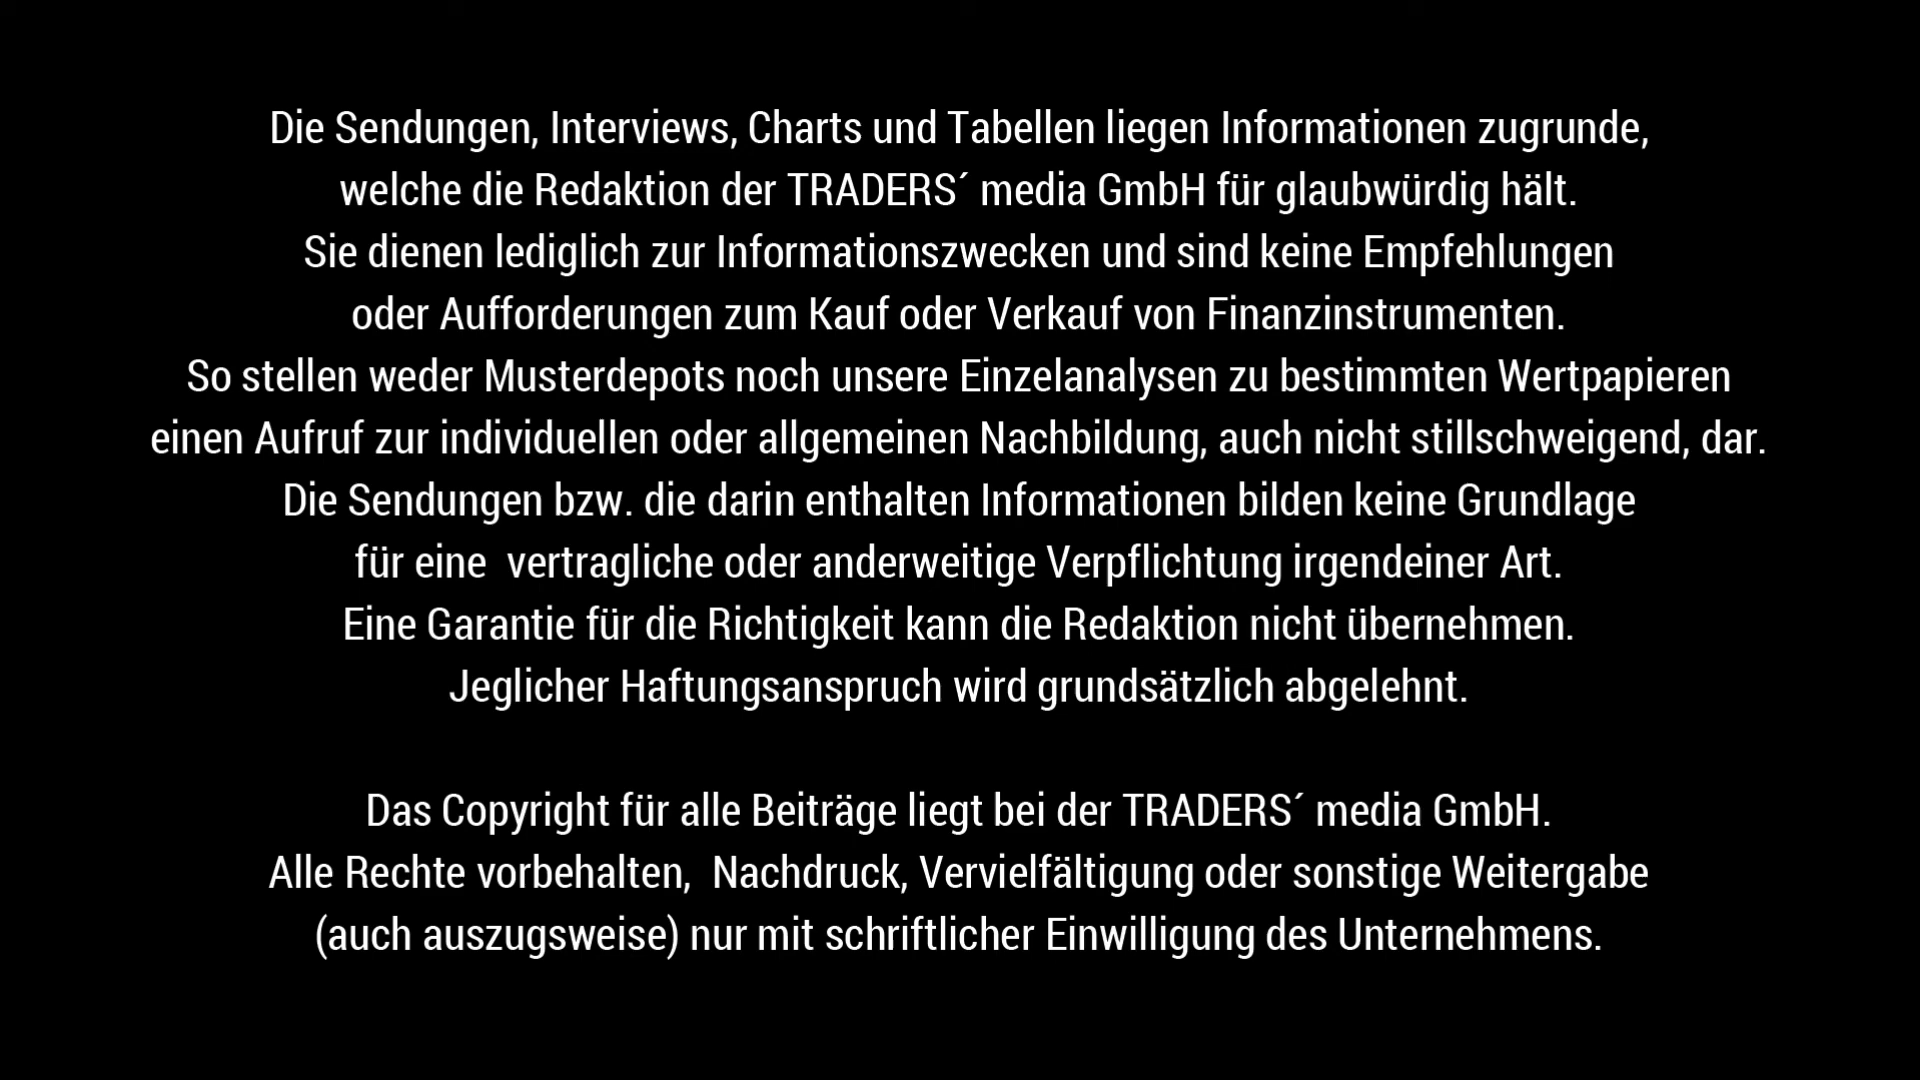 Die Sendungen, Interviews, Charts und Tabellen liegen Informationen zugrunde,
welche die Redaktion der TRADERS´ media GmbH für glaubwürdig hält.
Sie dienen lediglich zur Informationszwecken und sind keine Empfehlungen
oder Aufforderungen zum Kauf oder Verkauf von Finanzinstrumenten.
So stellen weder Musterdepots noch unsere Einzelanalysen zu bestimmten Wertpapieren
einen Aufruf zur individuellen oder allgemeinen Nachbildung, auch nicht stillschweigend, dar.
Die Sendungen bzw. die darin enthalten Informationen bilden keine Grundlage
für eine  vertragliche oder anderweitige Verpflichtung irgendeiner Art.
Eine Garantie für die Richtigkeit kann die Redaktion nicht übernehmen.
Jeglicher Haftungsanspruch wird grundsätzlich abgelehnt.
Das Copyright für alle Beiträge liegt bei der TRADERS´ media GmbH.
Alle Rechte vorbehalten,  Nachdruck, Vervielfältigung oder sonstige Weitergabe
(auch auszugsweise) nur mit schriftlicher Einwilligung des Unternehmens.